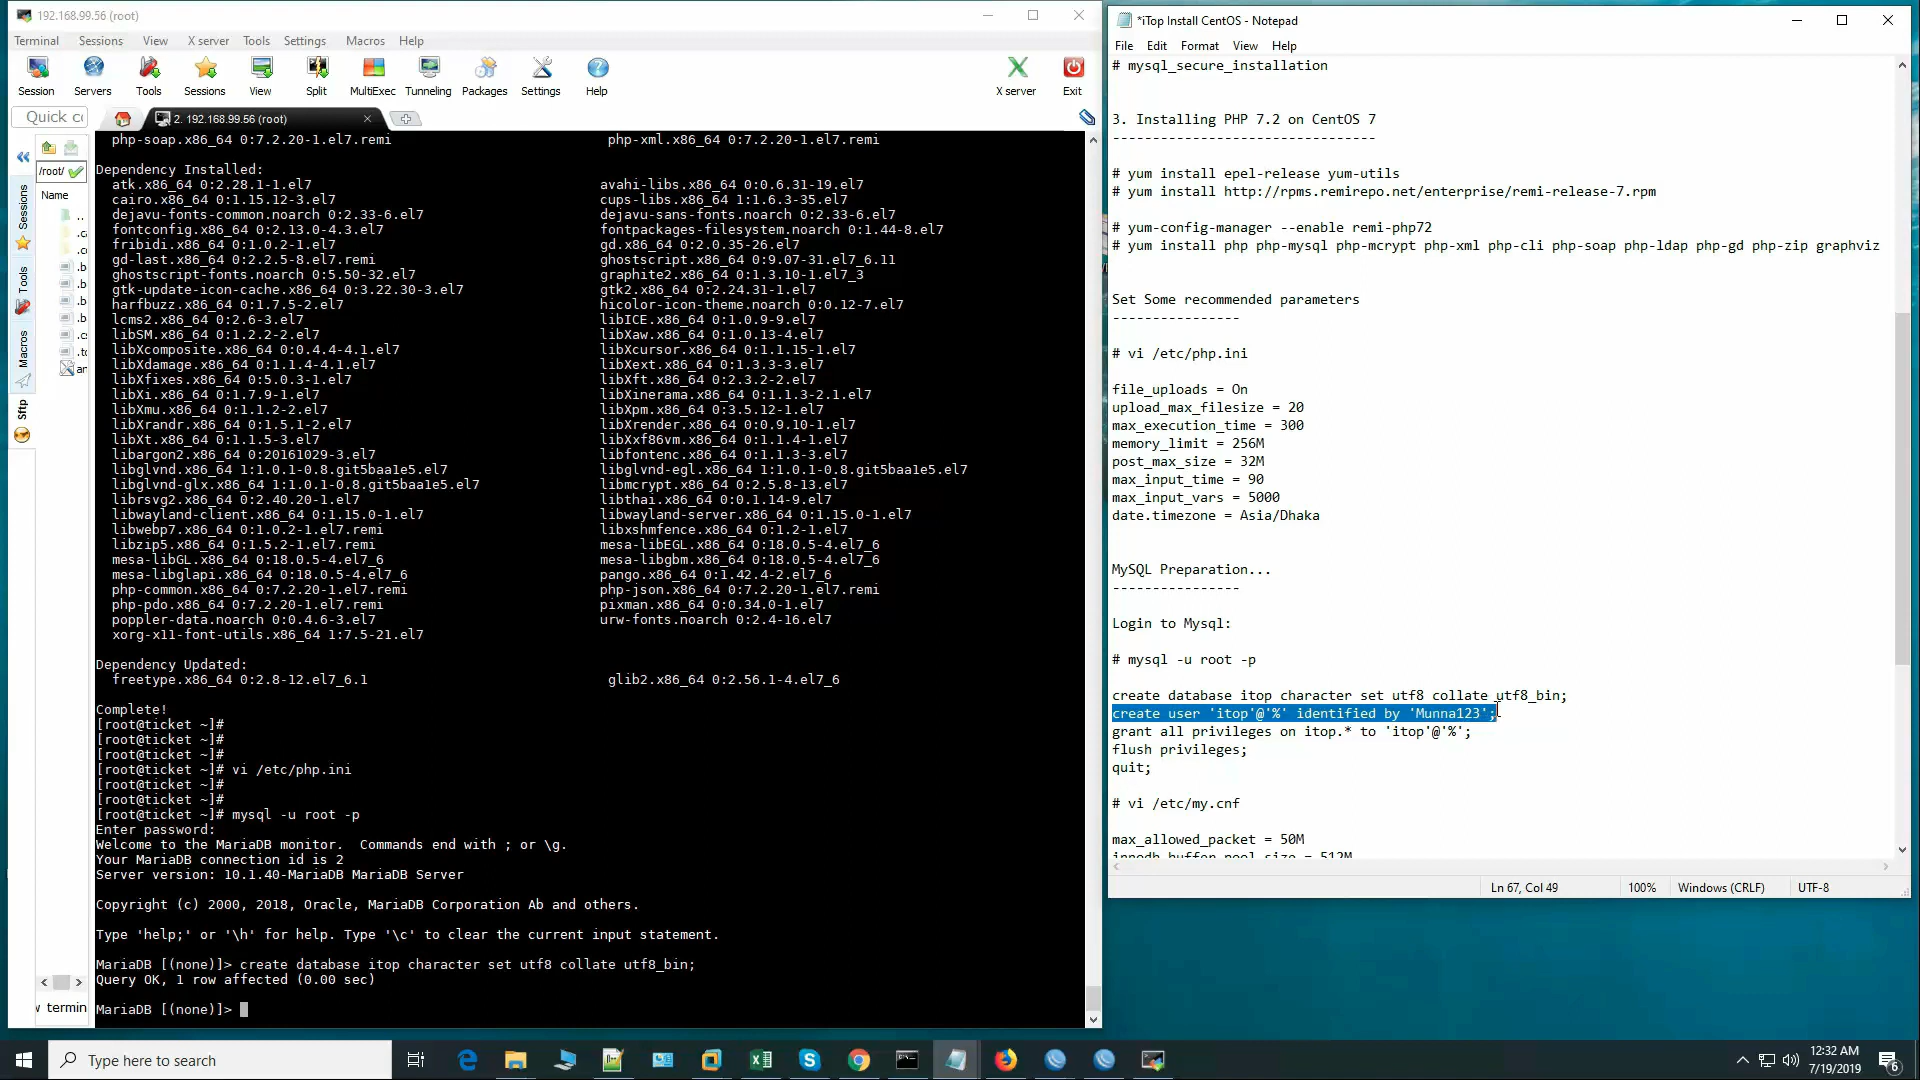 192.168.99.56 (root)
Terminal Sessions View X server Tools Settings Macros Help
Session Servers Tools Sessions View Split MultiExec Tunneling Packages Settings Help X server Exit
Quick c
2. 192.168.99.56 (root)
/root/
Name
..
.c
.c
.b
.b
.b
.b
.c
.tc
an
Sessions
Tools
Macros
Sftp
termin
php-soap.x86_64 0:7.2.20-1.el7.remi php-xml.x86_64 0:7.2.20-1.el7.remi
Dependency Installed:
atk.x86_64 0:2.28.1-1.el7 avahi-libs.x86_64 0:0.6.31-19.el7
cairo.x86_64 0:1.15.12-3.el7 cups-libs.x86_64 1:1.6.3-35.el7
dejavu-fonts-common.noarch 0:2.33-6.el7 dejavu-sans-fonts.noarch 0:2.33-6.el7
fontconfig.x86_64 0:2.13.0-4.3.el7 fontpackages-filesystem.noarch 0:1.44-8.el7
fribidi.x86_64 0:1.0.2-1.el7 gd.x86_64 0:2.0.35-26.el7
gd-last.x86_64 0:2.2.5-8.el7.remi ghostscript.x86_64 0:9.07-31.el7_6.11
ghostscript-fonts.noarch 0:5.50-32.el7 graphite2.x86_64 0:1.3.10-1.el7_3
gtk-update-icon-cache.x86_64 0:3.22.30-3.el7 gtk2.x86_64 0:2.24.31-1.el7
harfbuzz.x86_64 0:1.7.5-2.el7 hicolor-icon-theme.noarch 0:0.12-7.el7
lcms2.x86_64 0:2.6-3.el7 libICE.x86_64 0:1.0.9-9.el7
libSM.x86_64 0:1.2.2-2.el7 libXaw.x86_64 0:1.0.13-4.el7
libXcomposite.x86_64 0:0.4.4-4.1.el7 libXcursor.x86_64 0:1.1.15-1.el7
libXdamage.x86_64 0:1.1.4-4.1.el7 libXext.x86_64 0:1.3.3-3.el7
libXfixes.x86_64 0:5.0.3-1.el7 libXft.x86_64 0:2.3.2-2.el7
libXi.x86_64 0:1.7.9-1.el7 libXinerama.x86_64 0:1.1.3-2.1.el7
libXmu.x86_64 0:1.1.2-2.el7 libXpm.x86_64 0:3.5.12-1.el7
libXrandr.x86_64 0:1.5.1-2.el7 libXrender.x86_64 0:0.9.10-1.el7
libXt.x86_64 0:1.1.5-3.el7 libXxf86vm.x86_64 0:1.1.4-1.el7
libargon2.x86_64 0:20161029-3.el7 libfontenc.x86_64 0:1.1.3-3.el7
libglvnd.x86_64 1:1.0.1-0.8.git5baa1e5.el7 libglvnd-egl.x86_64 1:1.0.1-0.8.git5baa1e5.el7
libglvnd-glx.x86_64 1:1.0.1-0.8.git5baa1e5.el7 libmcrypt.x86_64 0:2.5.8-13.el7
librsvg2.x86_64 0:2.40.20-1.el7 libthai.x86_64 0:0.1.14-9.el7
libwayland-client.x86_64 0:1.15.0-1.el7 libwayland-server.x86_64 0:1.15.0-1.el7
libwebp7.x86_64 0:1.0.2-1.el7.remi libxshmfence.x86_64 0:1.2-1.el7
libzip5.x86_64 0:1.5.2-1.el7.remi mesa-libEGL.x86_64 0:18.0.5-4.el7_6
mesa-libGL.x86_64 0:18.0.5-4.el7_6 mesa-libgbm.x86_64 0:18.0.5-4.el7_6
mesa-libglapi.x86_64 0:18.0.5-4.el7_6 pango.x86_64 0:1.42.4-2.el7_6
php-common.x86_64 0:7.2.20-1.el7.remi php-json.x86_64 0:7.2.20-1.el7.remi
php-pdo.x86_64 0:7.2.20-1.el7.remi pixman.x86_64 0:0.34.0-1.el7
poppler-data.noarch 0:0.4.6-3.el7 urw-fonts.noarch 0:2.4-16.el7
xorg-x11-font-utils.x86_64 1:7.5-21.el7
Dependency Updated:
freetype.x86_64 0:2.8-12.el7_6.1 glib2.x86_64 0:2.56.1-4.el7_6
Complete!
[root@ticket ~]#
[root@ticket ~]#
[root@ticket ~]#
[root@ticket ~]# vi /etc/php.ini
[root@ticket ~]#
[root@ticket ~]#
[root@ticket ~]# mysql -u root -p
Enter password:
Welcome to the MariaDB monitor. Commands end with ; or \g.
Your MariaDB connection id is 2
Server version: 10.1.40-MariaDB MariaDB Server
Copyright (c) 2000, 2018, Oracle, MariaDB Corporation Ab and others.
Type 'help;' or '\h' for help. Type '\c' to clear the current input statement.
MariaDB [(none)]> create database itop character set utf8 collate utf8_bin;
Query OK, 1 row affected (0.00 sec)
MariaDB [(none)]>
*iTop Install CentOS - Notepad
File Edit Format View Help
# mysql_secure_installation
3. Installing PHP 7.2 on CentOS 7
---------------------------------
# yum install epel-release yum-utils
# yum install http://rpms.remirepo.net/enterprise/remi-release-7.rpm
# yum-config-manager --enable remi-php72
# yum install php php-mysql php-mcrypt php-xml php-cli php-soap php-ldap php-gd php-zip graphviz
Set Some recommended parameters
----------------
# vi /etc/php.ini
file_uploads = On
upload_max_filesize = 20
max_execution_time = 300
memory_limit = 256M
post_max_size = 32M
max_input_time = 90
max_input_vars = 5000
date.timezone = Asia/Dhaka
MySQL Preparation...
----------------
Login to Mysql:
# mysql -u root -p
create database itop character set utf8 collate utf8_bin;
create user 'itop'@'%' identified by 'Munna123';
grant all privileges on itop.* to 'itop'@'%';
flush privileges;
quit;
# vi /etc/my.cnf
max_allowed_packet = 50M
innodb_buffer_pool_size = 512M
Ln 67, Col 49 100% Windows (CRLF) UTF-8
Type here to search
12:32 AM
7/19/2019
6